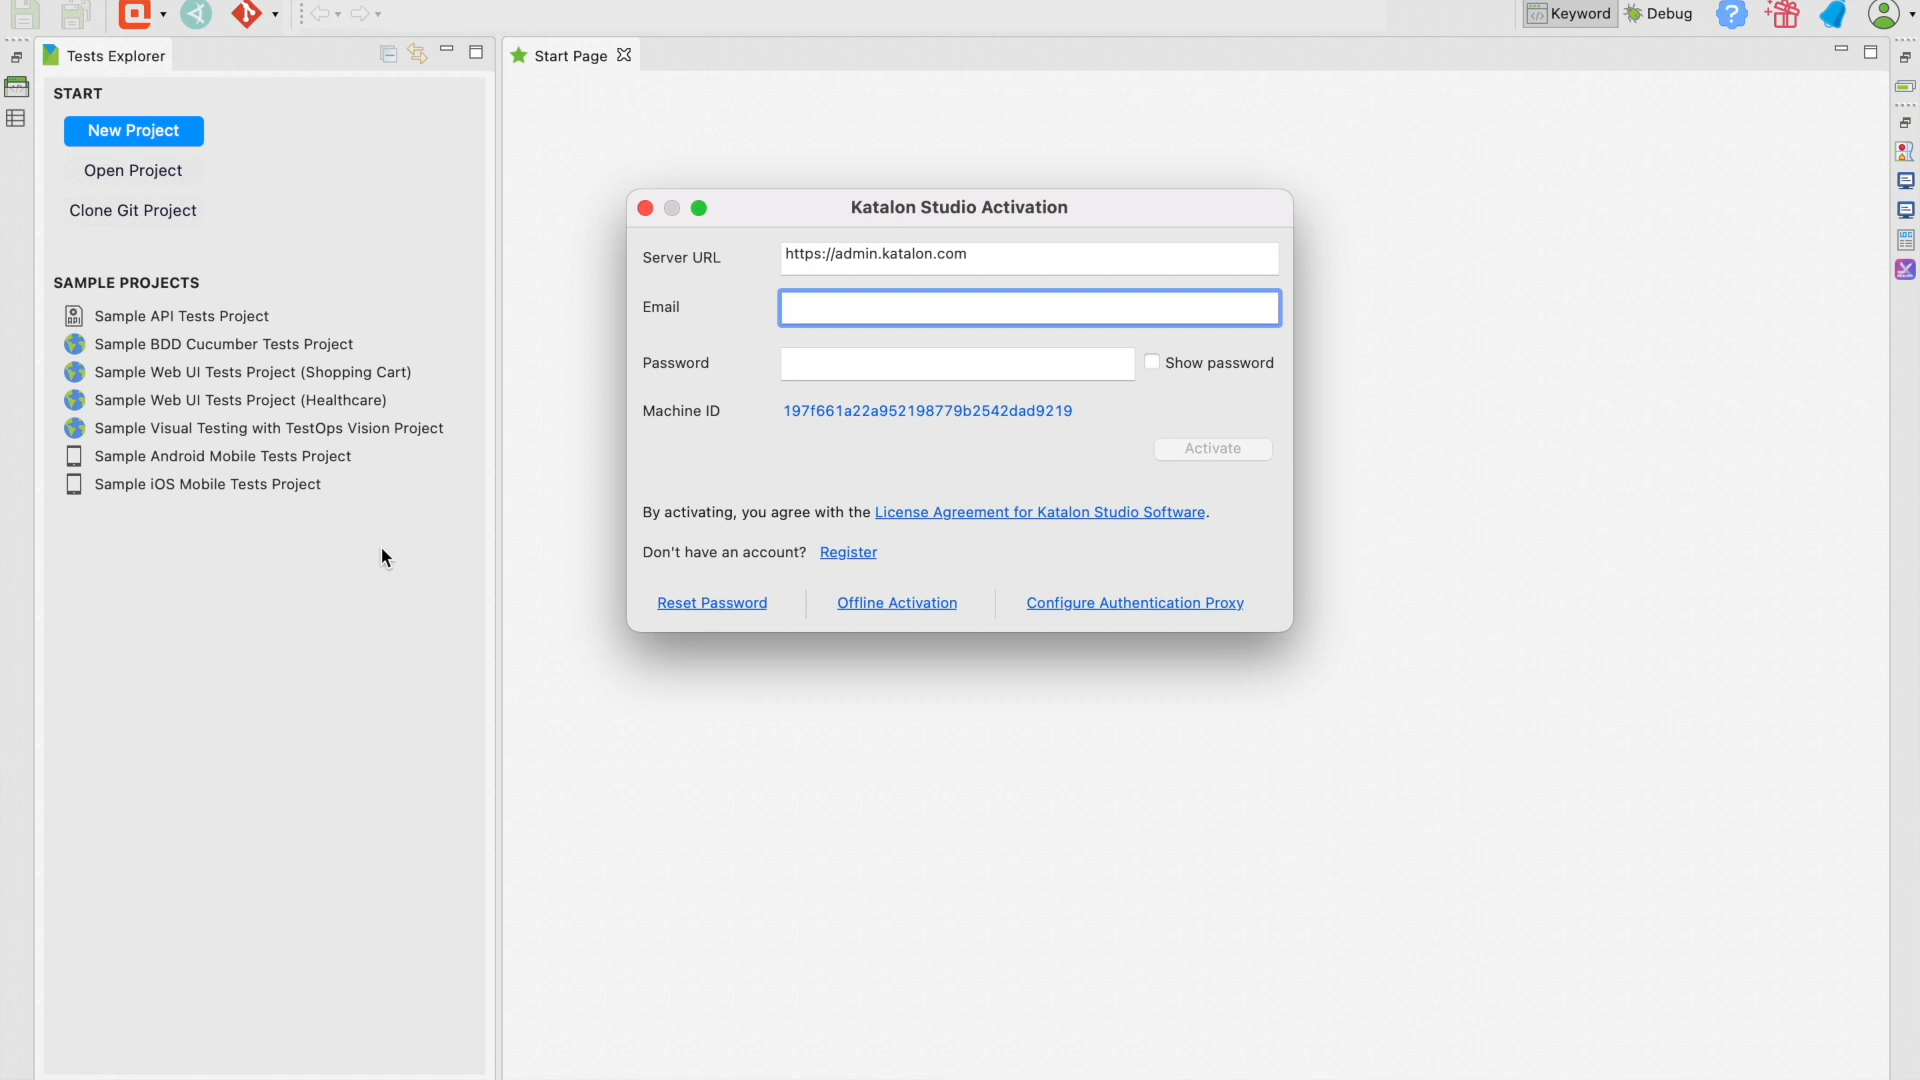 Keyword
Debug
Tests Explorer
Start Page
START
New Project
Open Project
Clone Git Project
SAMPLE PROJECTS
Sample API Tests Project
Sample BDD Cucumber Tests Project
Sample Web UI Tests Project (Shopping Cart)
Sample Web UI Tests Project (Healthcare)
Sample Visual Testing with TestOps Vision Project
Sample Android Mobile Tests Project
Sample iOS Mobile Tests Project
Katalon Studio Activation
Server URL
https://admin.katalon.com
Email
Password
Show password
Machine ID
197f661a22a952198779b2542dad9219
Activate
By activating, you agree with the License Agreement for Katalon Studio Software.
Don't have an account? Register
Reset Password
Offline Activation
Configure Authentication Proxy